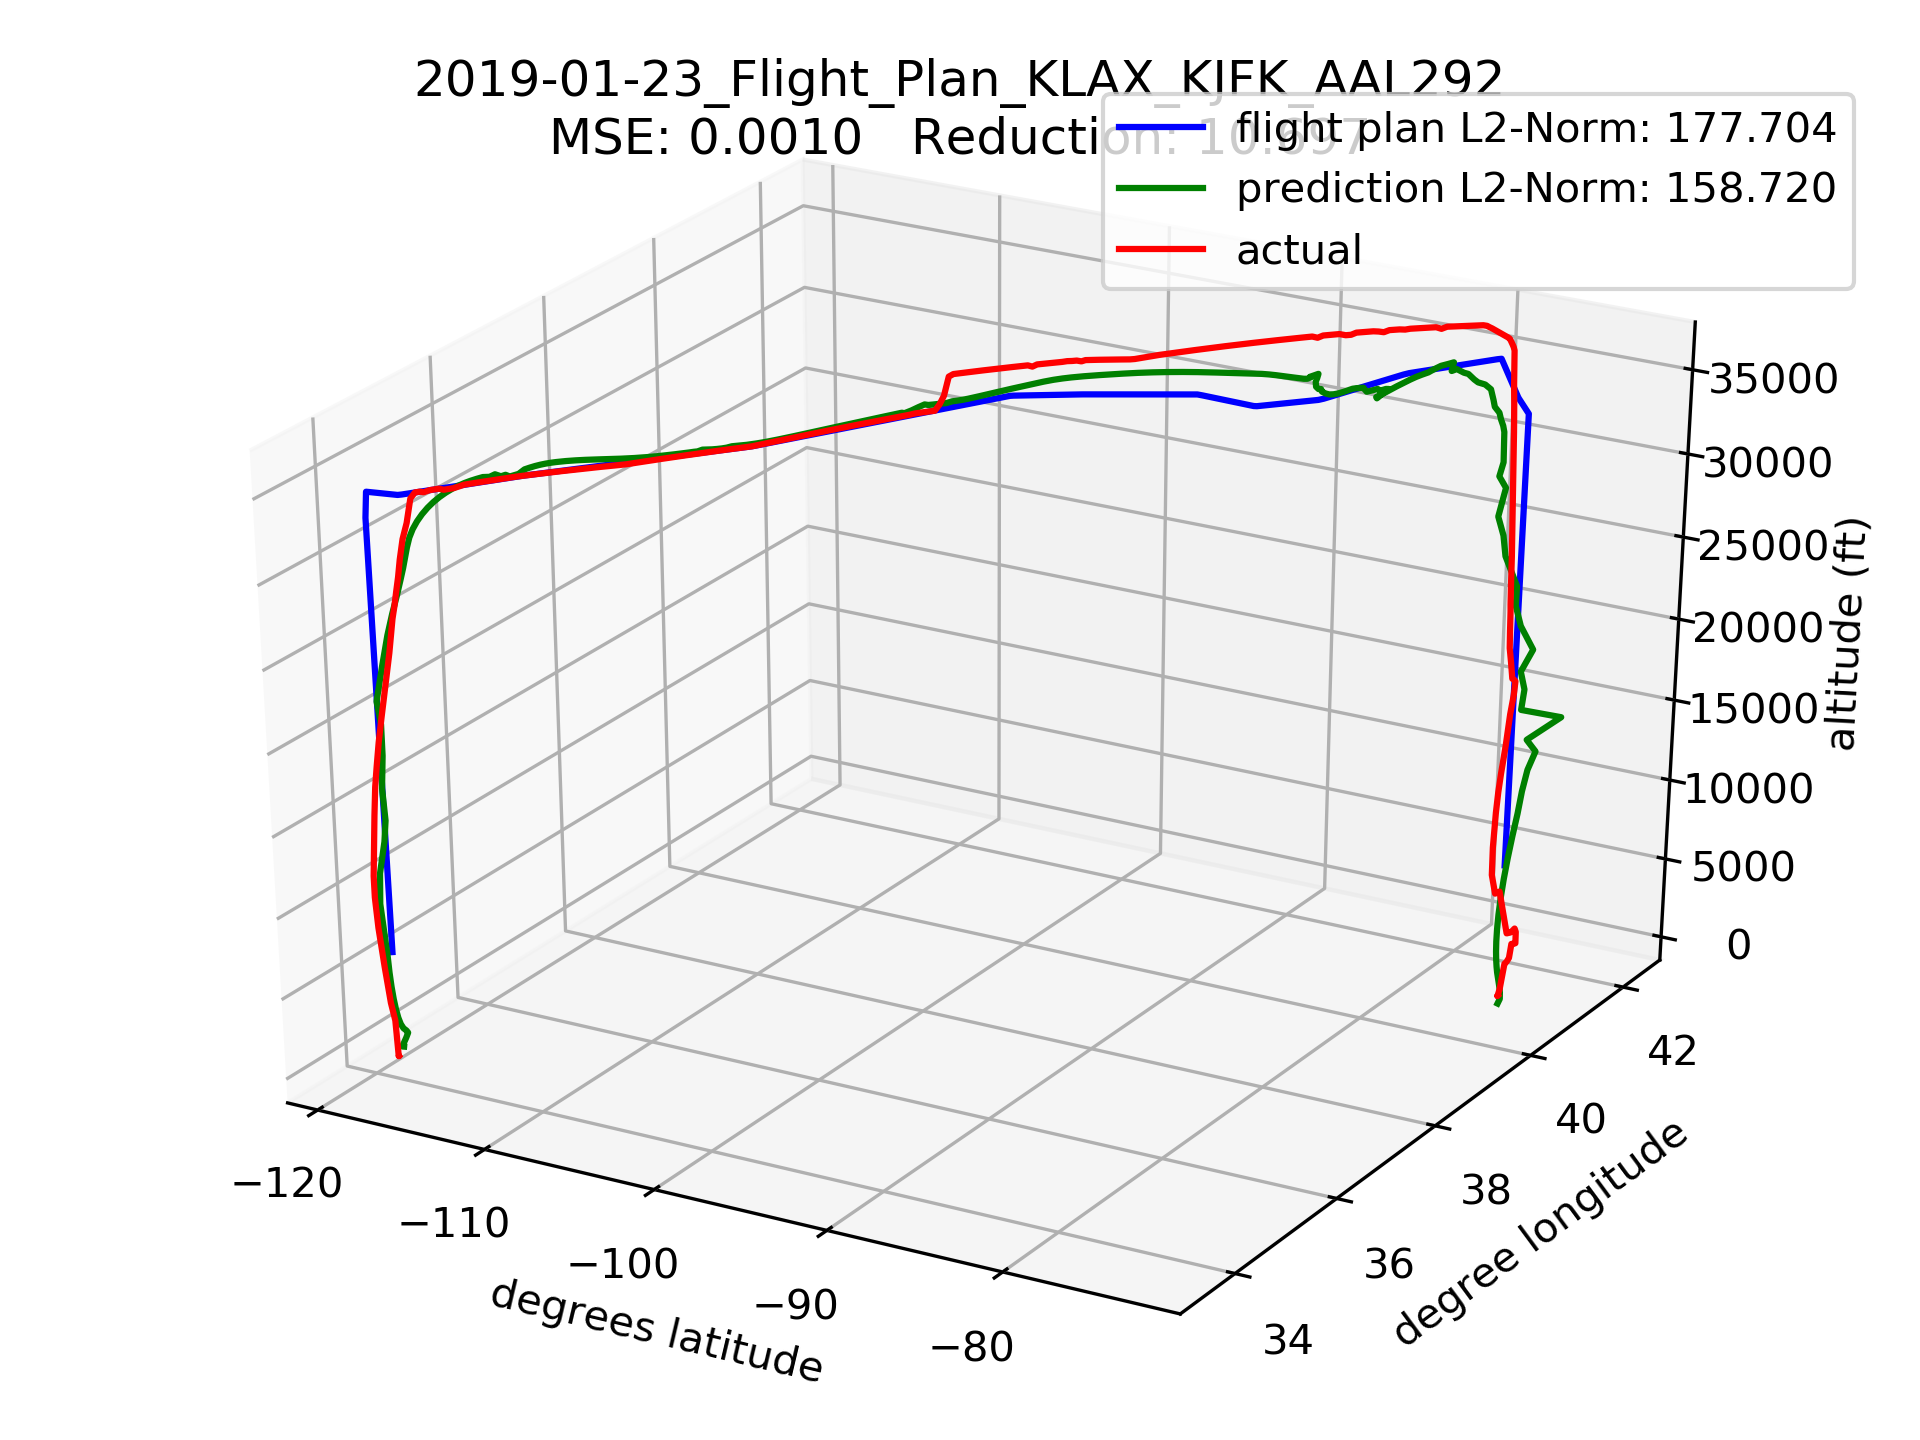 2019-01-23_Flight_Plan_KLAX_KJFK_AAL292
MSE: 0.0010 Reduction: 10.697
flight plan L2-Norm: 177.704
prediction L2-Norm: 158.720
actual
35000
30000
25000
20000
15000
10000
5000
0
altitude (ft)
42
40
38
36
34
degree longitude
−120
−110
−100
−90
−80
degrees latitude